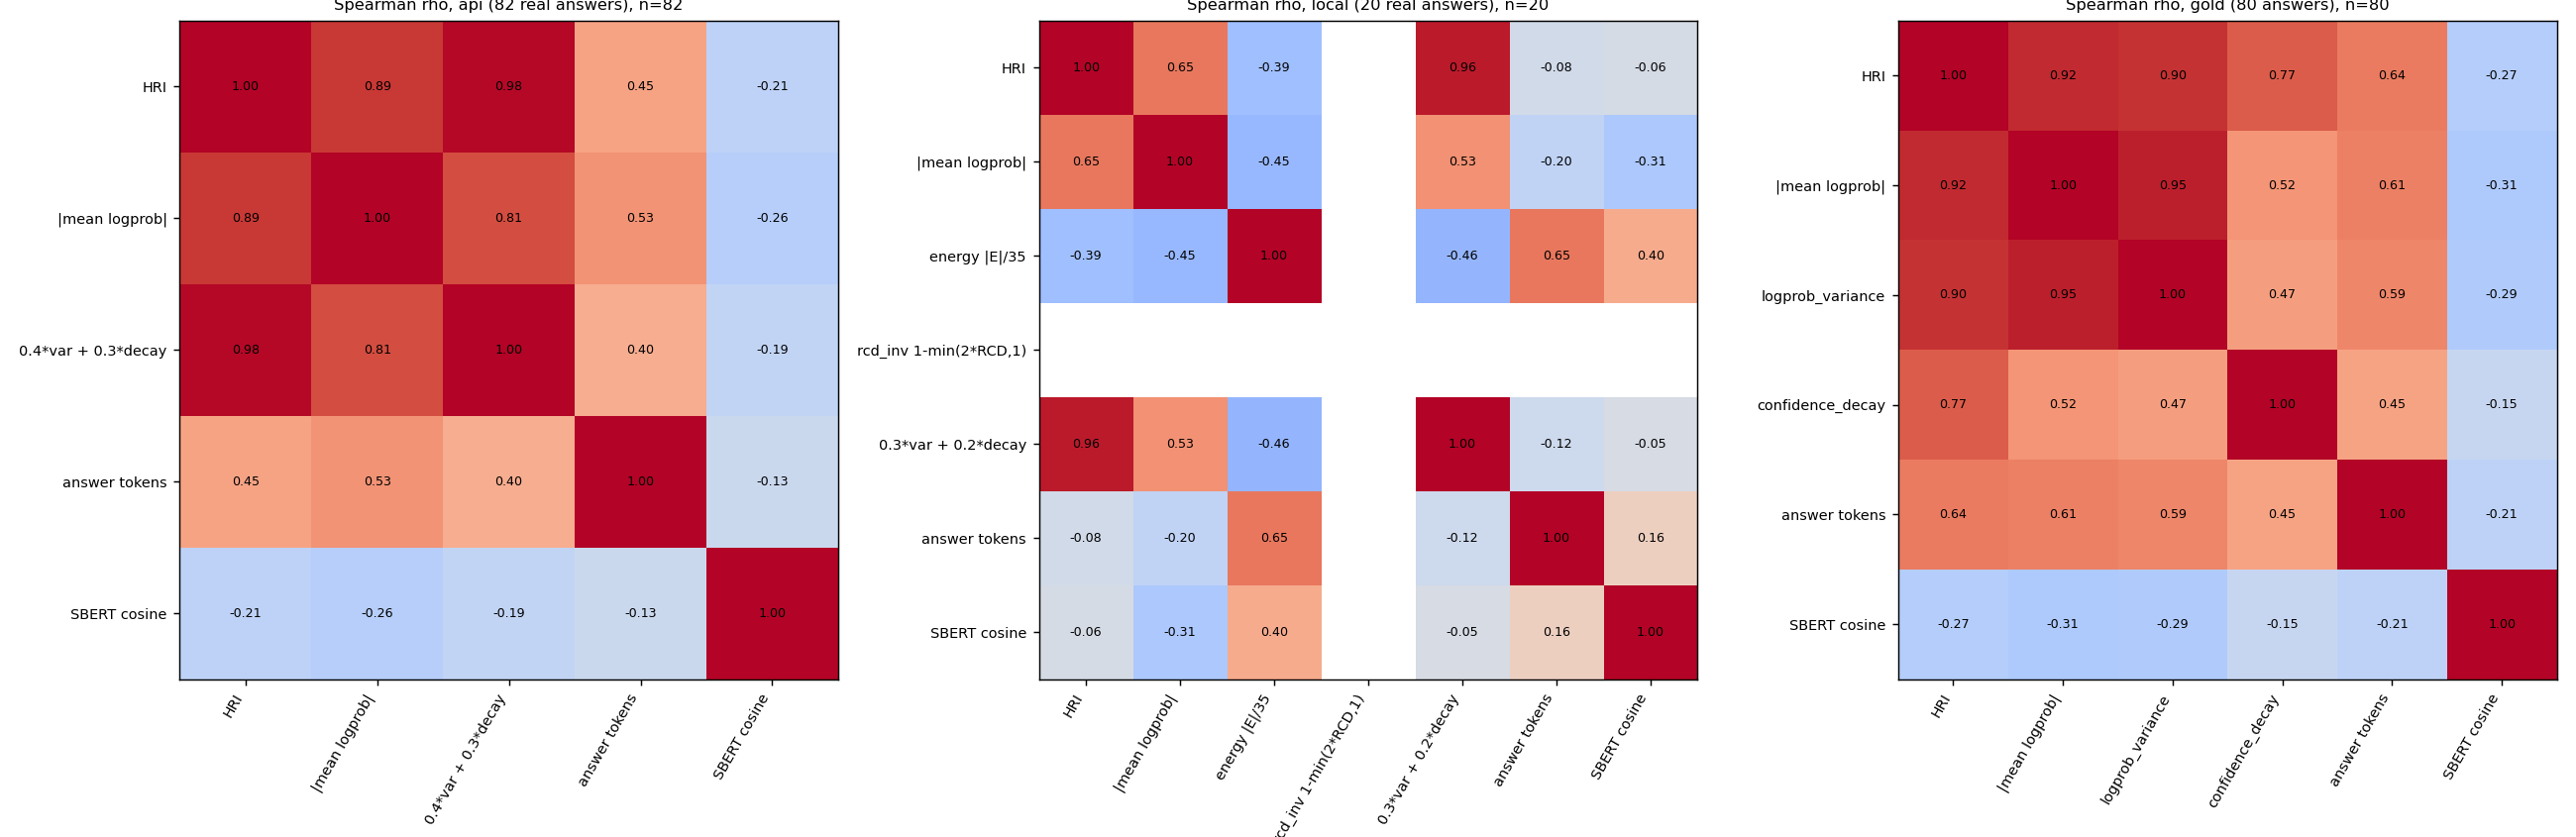 Spearman rho, api (82 real answers), n=82
HRI 1.00 0.89 0.98 0.45 -0.21
|mean logprob| 0.89 1.00 0.81 0.53 -0.26
0.4*var + 0.3*decay 0.98 0.81 1.00 0.40 -0.19
answer tokens 0.45 0.53 0.40 1.00 -0.13
SBERT cosine -0.21 -0.26 -0.19 -0.13 1.00
HRI |mean logprob| 0.4*var + 0.3*decay answer tokens SBERT cosine
Spearman rho, local (20 real answers), n=20
HRI 1.00 0.65 -0.39 0.96 -0.08 -0.06
|mean logprob| 0.65 1.00 -0.45 0.53 -0.20 -0.31
energy |E|/35 -0.39 -0.45 1.00 -0.46 0.65 0.40
rcd_inv 1-min(2*RCD,1)
0.3*var + 0.2*decay 0.96 0.53 -0.46 1.00 -0.12 -0.05
answer tokens -0.08 -0.20 0.65 -0.12 1.00 0.16
SBERT cosine -0.06 -0.31 0.40 -0.05 0.16 1.00
HRI |mean logprob| energy |E|/35 cd_inv 1-min(2*RCD,1) 0.3*var + 0.2*decay answer tokens SBERT cosine
Spearman rho, gold (80 answers), n=80
HRI 1.00 0.92 0.90 0.77 0.64 -0.27
|mean logprob| 0.92 1.00 0.95 0.52 0.61 -0.31
logprob_variance 0.90 0.95 1.00 0.47 0.59 -0.29
confidence_decay 0.77 0.52 0.47 1.00 0.45 -0.15
answer tokens 0.64 0.61 0.59 0.45 1.00 -0.21
SBERT cosine -0.27 -0.31 -0.29 -0.15 -0.21 1.00
HRI |mean logprob| logprob_variance confidence_decay answer tokens SBERT cosine